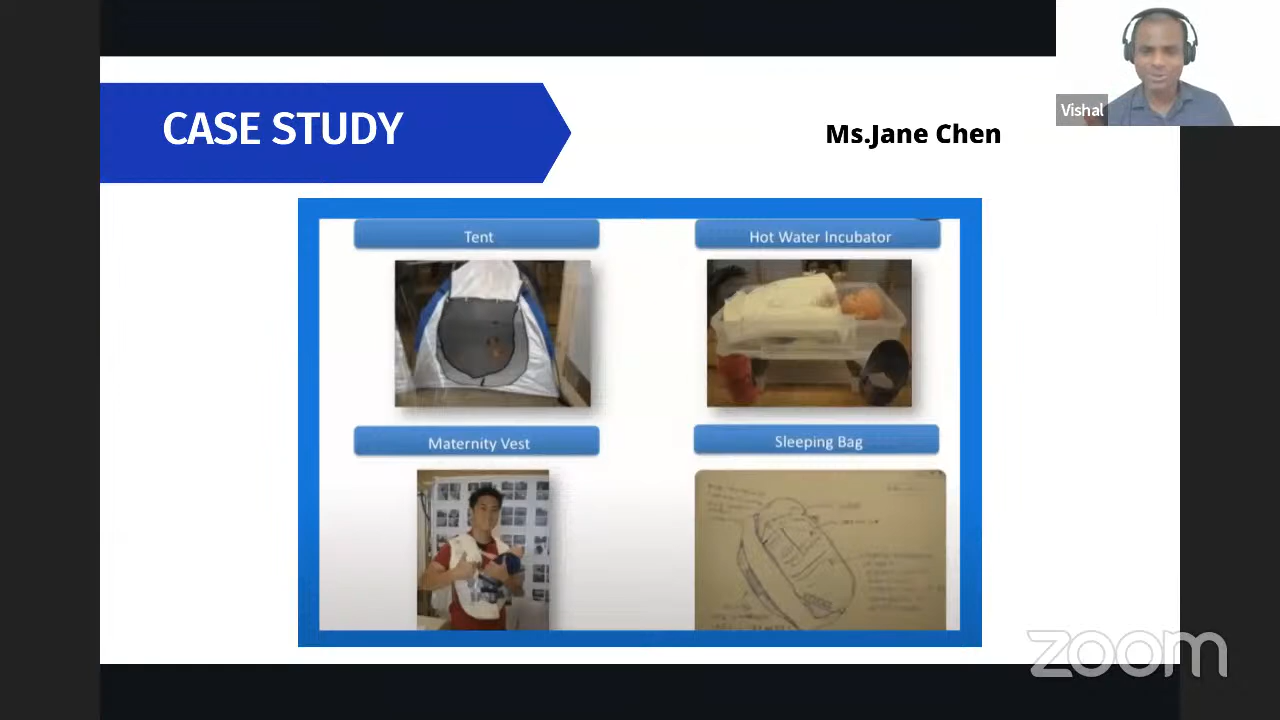 CASE STUDY
Ms.Jane Chen
Vishal
Tent
Hot Water Incubator
Maternity Vest
Sleeping Bag
zoom